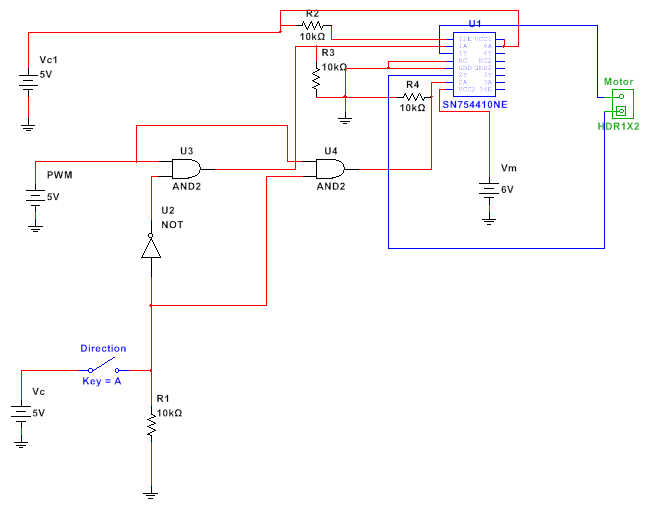 R2
10kΩ
U1
Vc1
5V
R3
10kΩ
R4
10kΩ
SN754410NE
Motor
HDR1X2
PWM
5V
U3
AND2
U4
AND2
Vm
6V
U2
NOT
Direction
Key = A
Vc
5V
R1
10kΩ